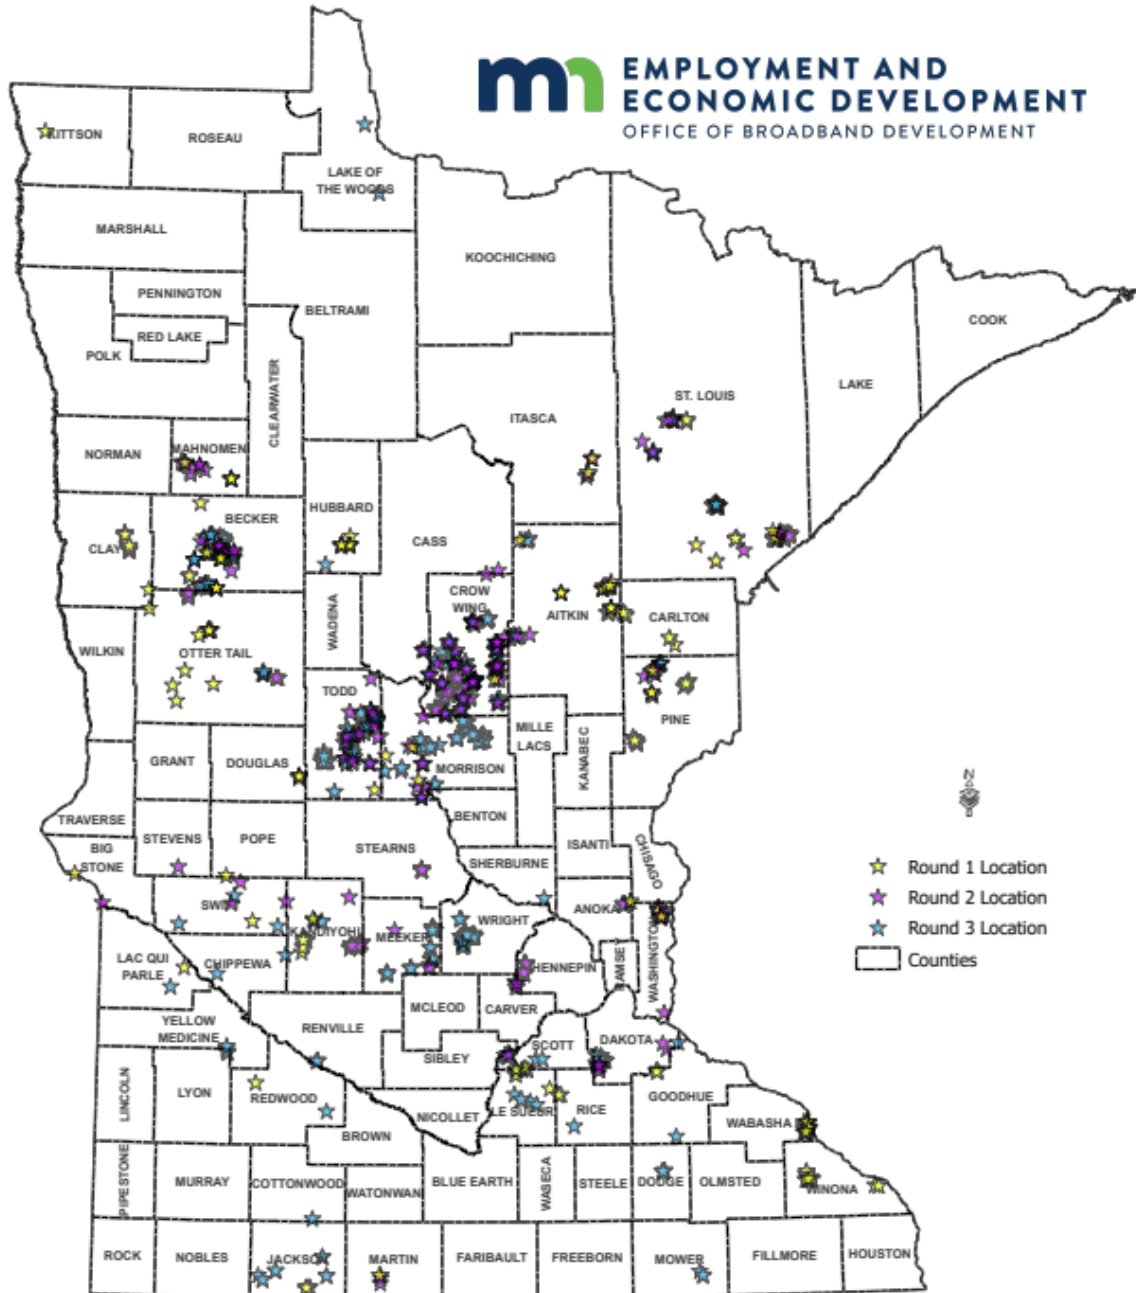 EMPLOYMENT AND
ECONOMIC DEVELOPMENT
OFFICE OF BROADBAND DEVELOPMENT
KITTSON
ROSEAU
LAKE OF
THE WOODS
MARSHALL
KOOCHICHING
PENNINGTON
BELTRAMI
COOK
RED LAKE
POLK
LAKE
CLEARWATER
ST. LOUIS
ITASCA
MAHNOMEN
NORMAN
HUBBARD
BECKER
CASS
CLAY
CROW
WING
AITKIN
CARLTON
WADENA
WILKIN
OTTER TAIL
TODD
PINE
MILLE
LACS
KANABEC
GRANT
DOUGLAS
MORRISON
N
TRAVERSE
BENTON
STEVENS
POPE
BIG
STONE
STEARNS
ISANTI
CHISAGO
SHERBURNE
Round 1 Location
Round 2 Location
Round 3 Location
Counties
SWIFT
ANOKA
WRIGHT
KANDIYOHI
MEEKER
WASHINGTON
LAC QUI
PARLE
CHIPPEWA
HENNEPIN
RAMSEY
MCLEOD
CARVER
YELLOW
MEDICINE
RENVILLE
SCOTT
DAKOTA
SIBLEY
LINCOLN
LYON
REDWOOD
GOODHUE
NICOLLET
LE SUEUR
RICE
WABASHA
BROWN
PIPESTONE
MURRAY
COTTONWOOD
WATONWAN
BLUE EARTH
WASECA
STEELE
DODGE
OLMSTED
WINONA
ROCK
NOBLES
JACKSON
MARTIN
FARIBAULT
FREEBORN
MOWER
FILLMORE
HOUSTON